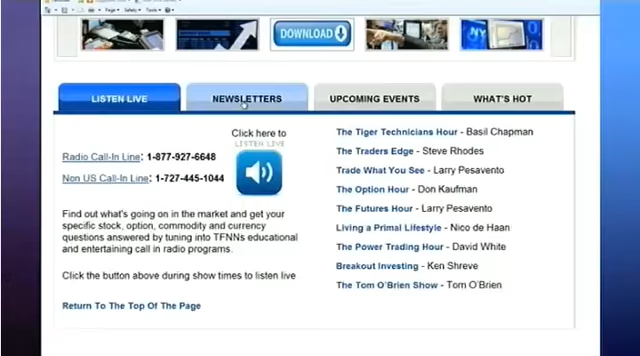 Page Safety Tools
DOWNLOAD
NY
LISTEN LIVE NEWSLETTERS UPCOMING EVENTS WHAT'S HOT
Click here to
LISTEN LIVE
Radio Call-In Line: 1-877-927-6648
Non US Call-In Line: 1-727-445-1044
Find out what's going on in the market and get your
specific stock, option, commodity and currency
questions answered by tuning into TFNNs educational
and entertaining call in radio programs.
Click the button above during show times to listen live
Return To The Top Of The Page
The Tiger Technicians Hour - Basil Chapman
The Traders Edge - Steve Rhodes
Trade What You See - Larry Pesavento
The Option Hour - Don Kaufman
The Futures Hour - Larry Pesavento
Living a Primal Lifestyle - Nico de Haan
The Power Trading Hour - David White
Breakout Investing - Ken Shreve
The Tom O'Brien Show - Tom O'Brien